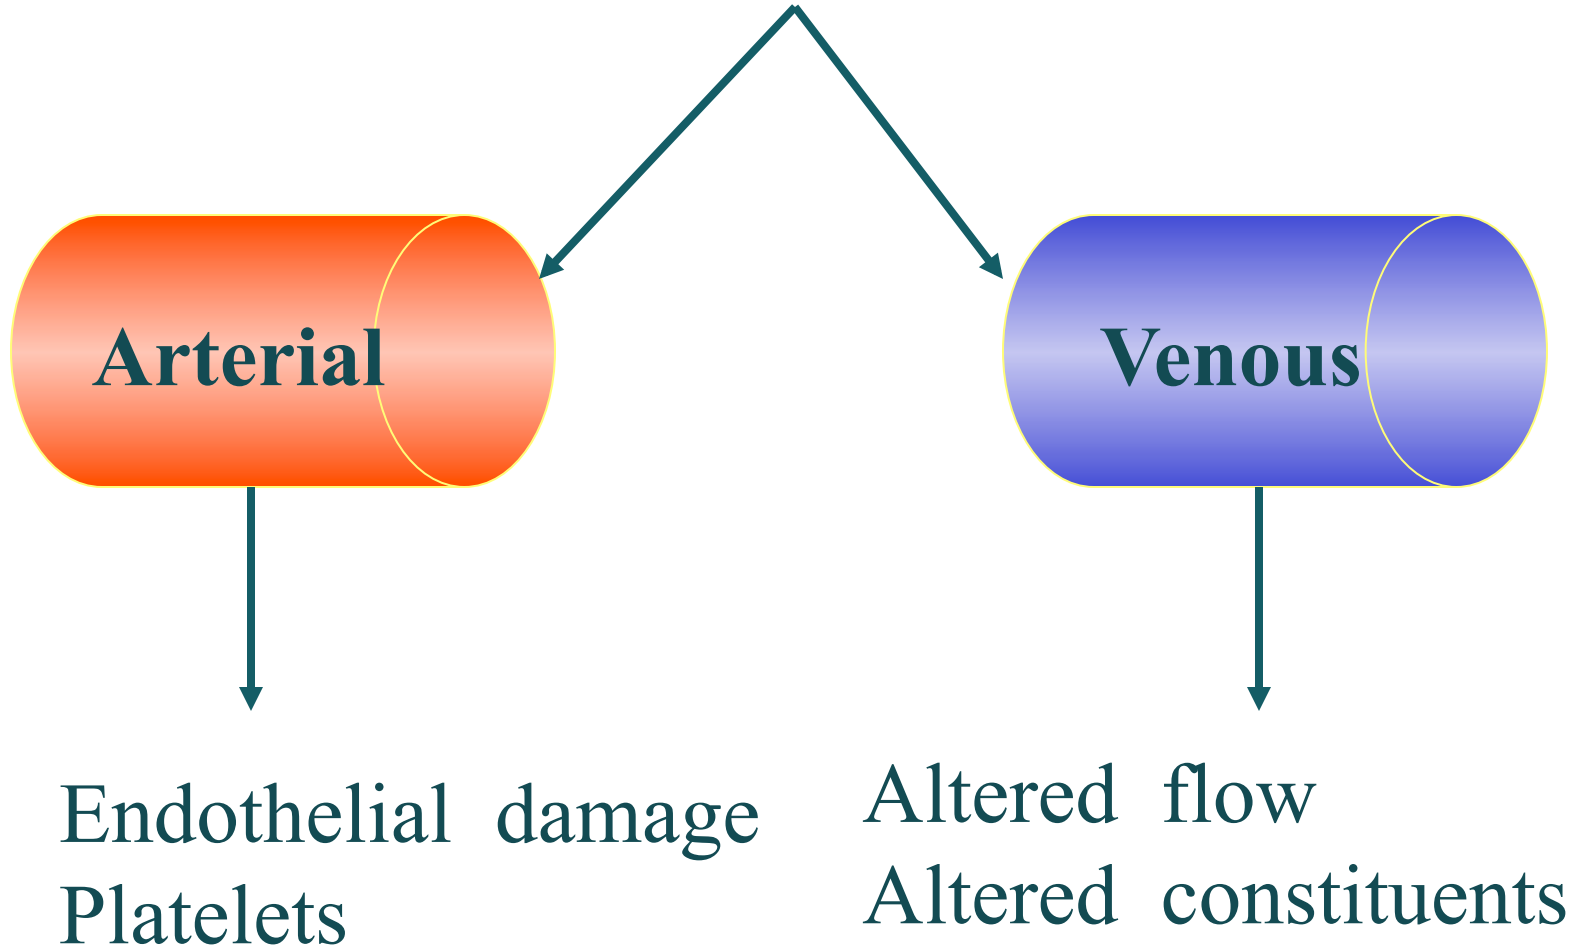 Arterial
Venous
Endothelial damage
Platelets
Altered flow
Altered constituents